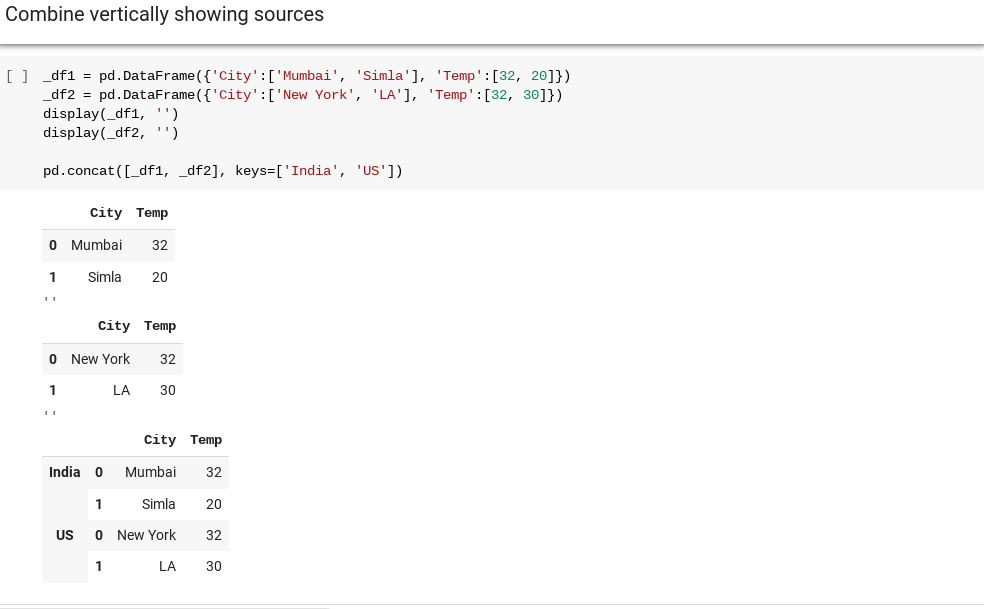 Combine vertically showing sources
[ ] _df1 = pd.DataFrame({'City':['Mumbai', 'Simla'], 'Temp':[32, 20]})
_df2 = pd.DataFrame({'City':['New York', 'LA'], 'Temp':[32, 30]})
display(_df1, '')
display(_df2, '')
pd.concat([_df1, _df2], keys=['India', 'US'])
City Temp
0 Mumbai 32
1 Simla 20
''
City Temp
0 New York 32
1 LA 30
''
City Temp
India 0 Mumbai 32
1 Simla 20
US 0 New York 32
1 LA 30